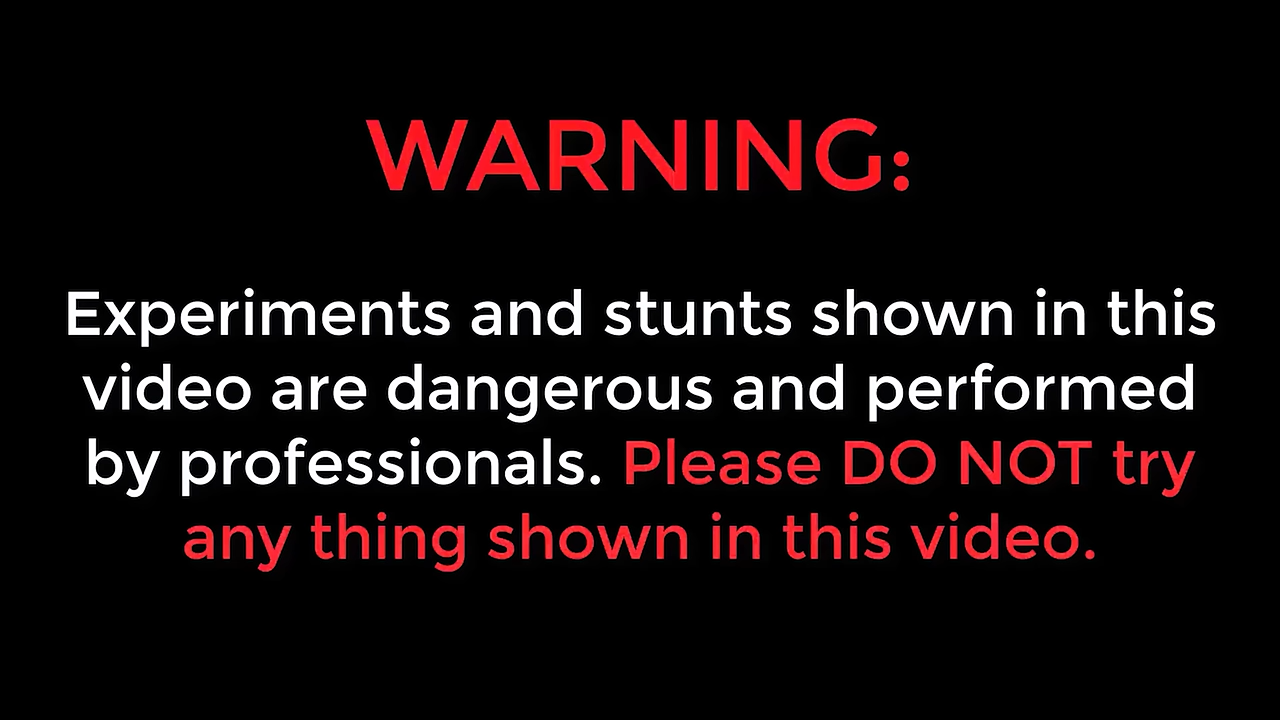 WARNING:
Experiments and stunts shown in this
video are dangerous and performed
by professionals. Please DO NOT try
any thing shown in this video.